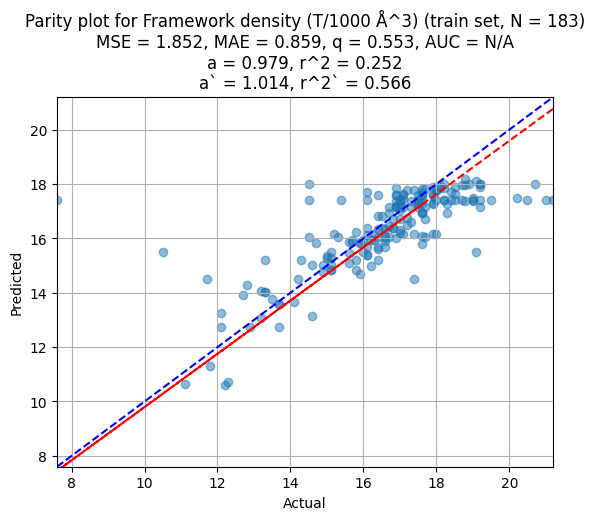 Parity plot for Framework density (T/1000 Å^3) (train set, N = 183)
MSE = 1.852, MAE = 0.859, q = 0.553, AUC = N/A
a = 0.979, r^2 = 0.252
a` = 1.014, r^2` = 0.566
20
18
16
14
12
10
8
Predicted
8 10 12 14 16 18 20
Actual